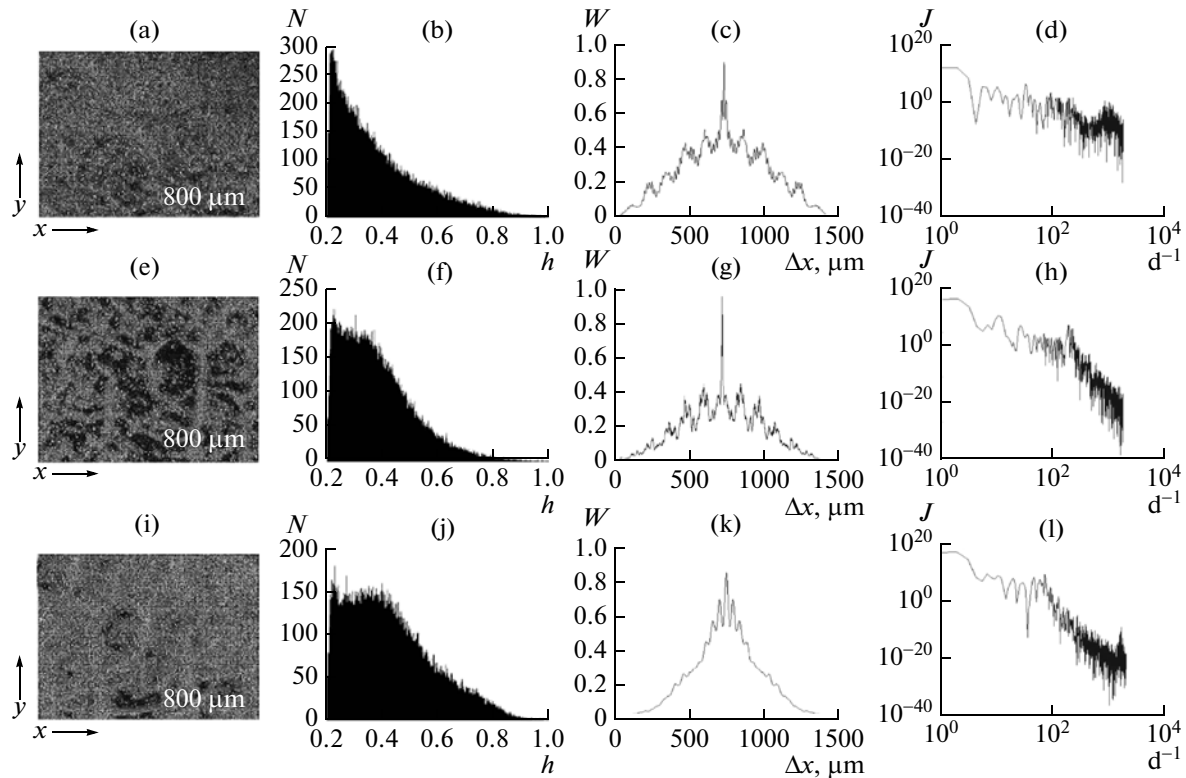 (a) N (b) W (c) J (d)
300 1.0 10^20
250 0.8
200 0.6 10^0
150
0.4 10^–20
100
50 0.2
y 800 μm 0 0 10^–40
x 0.2 0.4 0.6 0.8 1.0 0 500 1000 1500 10^0 10^2 10^4
h Δx, μm d^–1
(e) N (f) W (g) J (h)
250 1.0 10^20
200 0.8
150 0.6 10^0
100 0.4 10^–20
50 0.2
y 800 μm 0 0 10^–40
x 0.2 0.4 0.6 0.8 1.0 0 500 1000 1500 10^0 10^2 10^4
h Δx, μm d^–1
(i) N (j) W (k) J (l)
200 1.0 10^20
150 0.8
0.6 10^0
100
0.4 10^–20
50 0.2
y 800 μm 0 0 10^–40
x 0.2 0.4 0.6 0.8 1.0 0 500 1000 1500 10^0 10^2 10^4
h Δx, μm d^–1